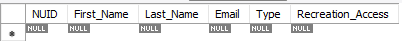 NUID First_Name Last_Name Email Type Recreation_Access
NULL NULL NULL NULL NULL NULL